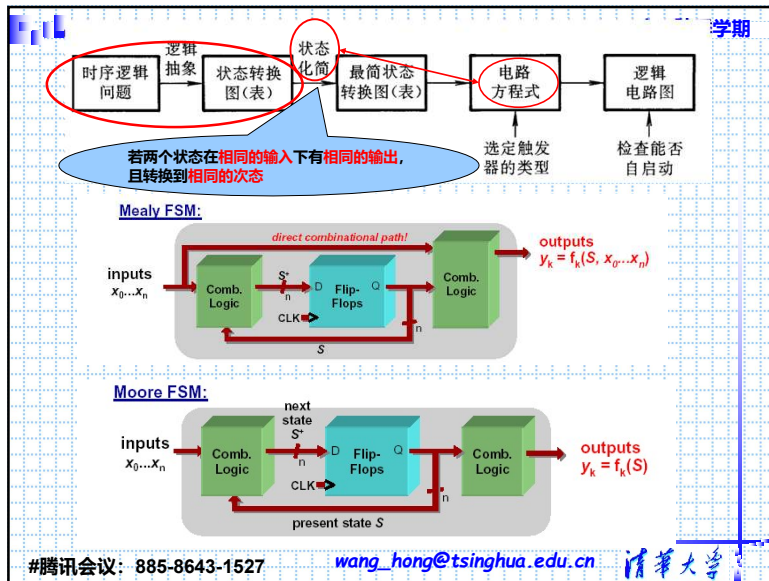 学期
时序逻辑
问题
逻辑
抽象
状态转换
图(表)
状态
化简
最简状态
转换图(表)
电路
方程式
逻辑
电路图
选定触发
器的类型
检查能否
自启动
若两个状态在相同的输入下有相同的输出,
且转换到相同的次态
Mealy FSM:
direct combinational path!
inputs
x₀...xₙ
Comb.
Logic
S⁺
n
D
Q
Flip-
Flops
CLK
n
S
Comb.
Logic
outputs
yₖ = fₖ(S, x₀...xₙ)
Moore FSM:
inputs
x₀...xₙ
Comb.
Logic
next
state
S⁺
n
D
Q
Flip-
Flops
CLK
n
present state S
Comb.
Logic
outputs
yₖ = fₖ(S)
#腾讯会议：885-8643-1527
wang_hong@tsinghua.edu.cn
清华大学